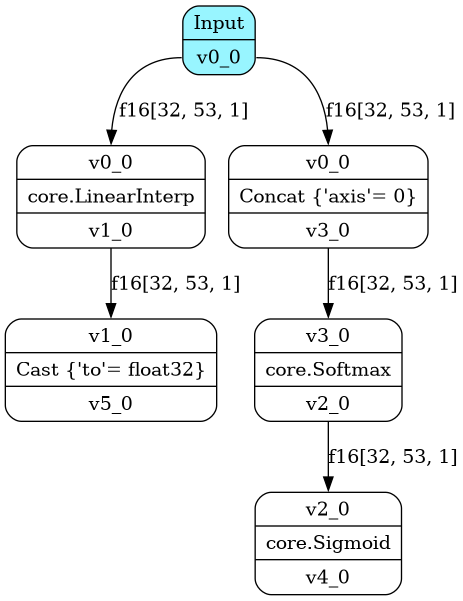 Input
v0_0
f16[32, 53, 1]
f16[32, 53, 1]
v0_0
core.LinearInterp
v1_0
v0_0
Concat {'axis'= 0}
v3_0
f16[32, 53, 1]
f16[32, 53, 1]
v1_0
Cast {'to'= float32}
v5_0
v3_0
core.Softmax
v2_0
f16[32, 53, 1]
v2_0
core.Sigmoid
v4_0